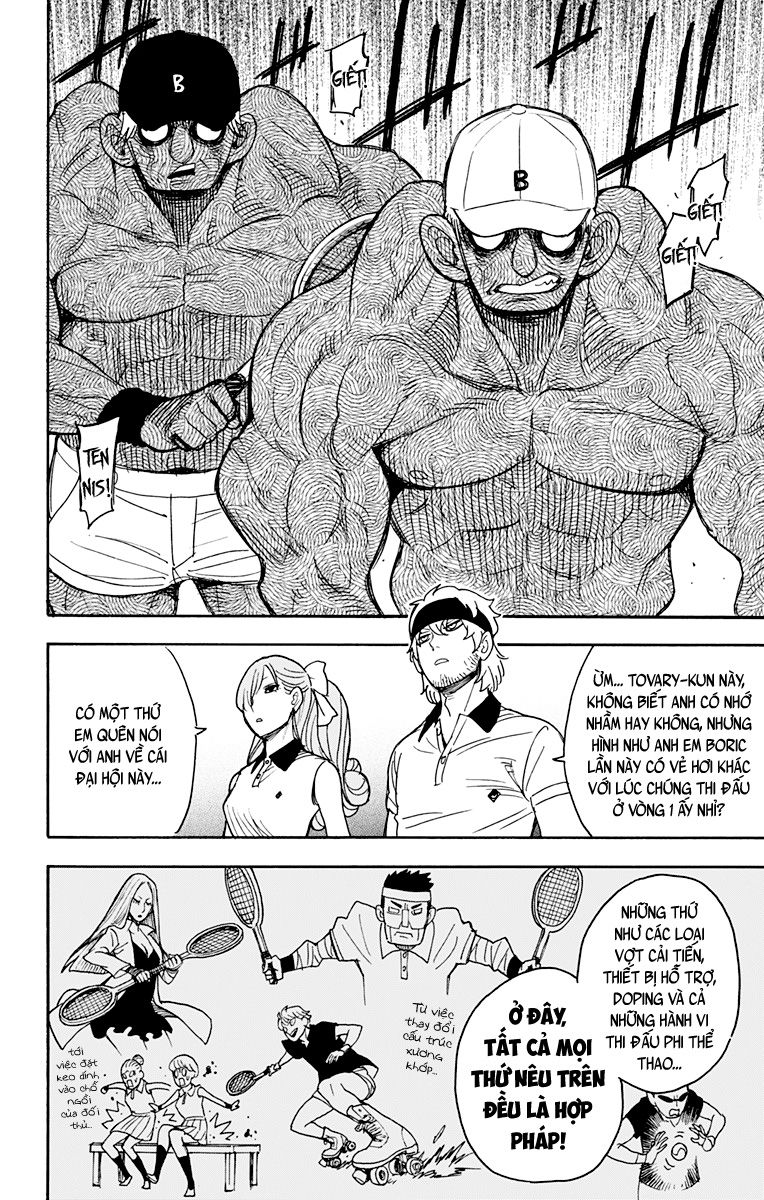 B
GIẾT!
B
GIẾT!
GIẾT!
TEN
NIS!
ỪM... TOVARY-KUN NÀY,
KHÔNG BIẾT ANH CÓ NHỚ
NHẦM HAY KHÔNG, NHƯNG
HÌNH NHƯ ANH EM BORIC
LẦN NÀY CÓ VẺ HƠI KHÁC
VỚI LÚC CHÚNG THI ĐẤU
Ở VÒNG 1 ẤY NHỈ?
CÓ MỘT THỨ
EM QUÊN NÓI
VỚI ANH VỀ CÁI
ĐẠI HỘI NÀY...
NHỮNG THỨ
NHƯ CÁC LOẠI
VỢT CẢI TIẾN,
THIẾT BỊ HỖ TRỢ,
DOPING VÀ CẢ
NHỮNG HÀNH VI
THI ĐẤU PHI THỂ
THAO...
Ở ĐÂY,
TẤT CẢ MỌI
THỨ NÊU TRÊN
ĐỀU LÀ HỢP
PHÁP!
Từ việc
thay đổi
cấu trúc
xương
khớp...
tới
việc đặt
keo dính
vào chỗ
ngồi
của đối
thủ...